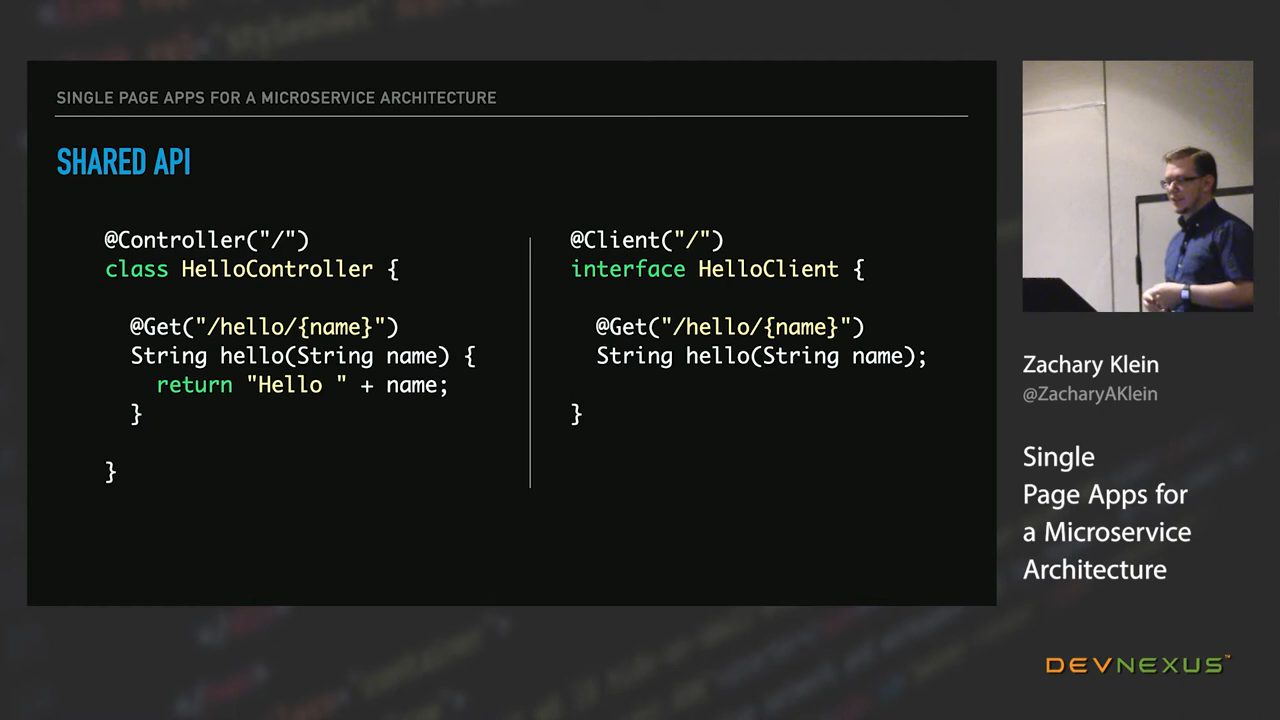 SINGLE PAGE APPS FOR A MICROSERVICE ARCHITECTURE
SHARED API
@Controller("/")
class HelloController {
@Get("/hello/{name}")
String hello(String name) {
return "Hello " + name;
}
}
@Client("/")
interface HelloClient {
@Get("/hello/{name}")
String hello(String name);
}
Zachary Klein
@ZacharyAKlein
Single
Page Apps for
a Microservice
Architecture
DEVNEXUS™